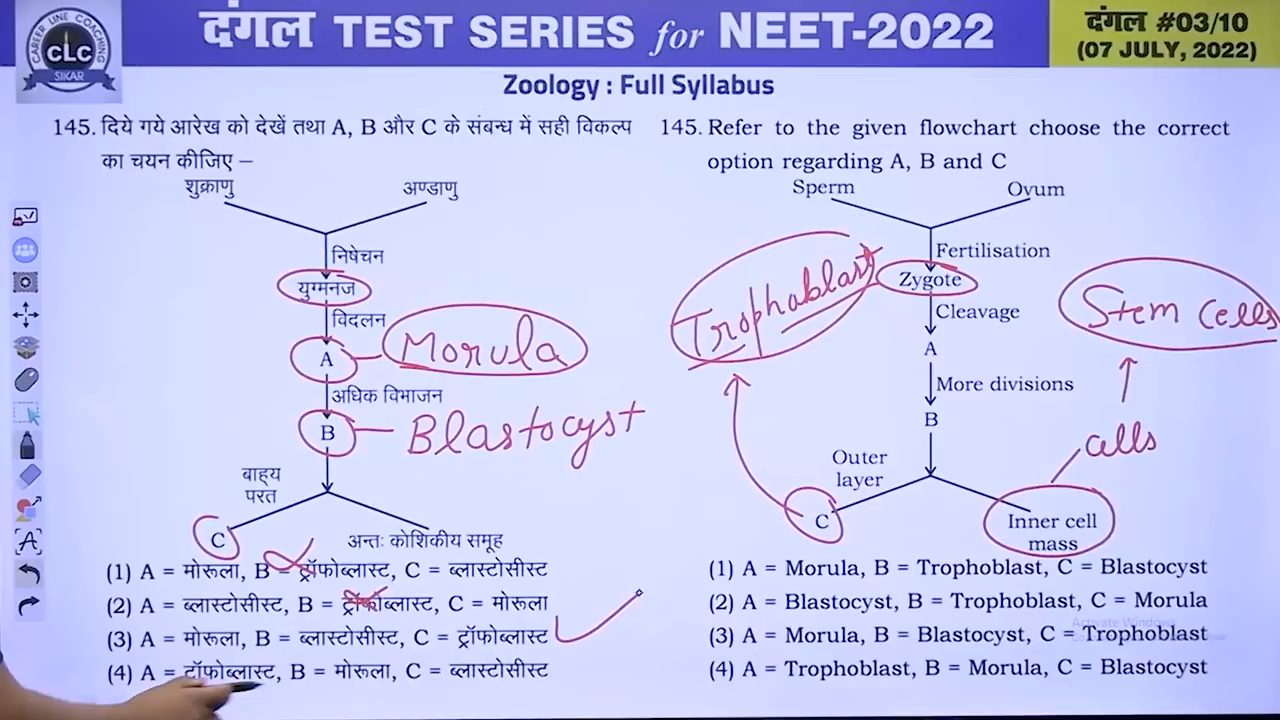 CAREER LINE COACHING
CLC
SIKAR
दंगल TEST SERIES for NEET-2022
दंगल #03/10
(07 JULY, 2022)
Zoology : Full Syllabus
145. दिये गये आरेख को देखें तथा A, B और C के संबन्ध में सही विकल्प
का चयन कीजिए –
शुक्राणु
अण्डाणु
निषेचन
युग्मनज
विदलन
A
Morula
अधिक विभाजन
B
Blastocyst
बाह्य
परत
C
अन्तः कोशिकीय समूह
(1) A = मोरूला, B = ट्रॉफोब्लास्ट, C = ब्लास्टोसीस्ट
(2) A = ब्लास्टोसीस्ट, B = ट्रॉफोब्लास्ट, C = मोरूला
(3) A = मोरूला, B = ब्लास्टोसीस्ट, C = ट्रॉफोब्लास्ट
(4) A = ट्रॉफोब्लास्ट, B = मोरूला, C = ब्लास्टोसीस्ट
145. Refer to the given flowchart choose the correct
option regarding A, B and C
Sperm
Ovum
Fertilisation
Trophoblast
Zygote
Stem cells
Cleavage
A
More divisions
B
cells
Outer
layer
C
Inner cell
mass
(1) A = Morula, B = Trophoblast, C = Blastocyst
(2) A = Blastocyst, B = Trophoblast, C = Morula
Activate Windows
(3) A = Morula, B = Blastocyst, C = Trophoblast
(4) A = Trophoblast, B = Morula, C = Blastocyst